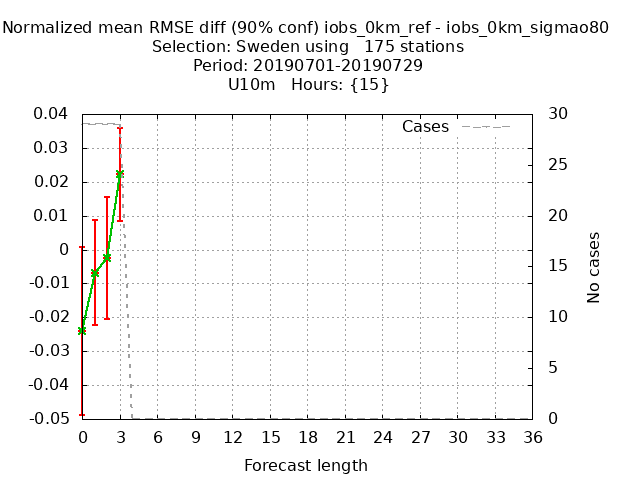 Normalized mean RMSE diff (90% conf) iobs_0km_ref - iobs_0km_sigmao80
Selection: Sweden using 175 stations
Period: 20190701-20190729
U10m Hours: {15}
0.04
0.03
0.02
0.01
0
-0.01
-0.02
-0.03
-0.04
-0.05
Cases
30
25
20
15
10
5
0
No cases
0 3 6 9 12 15 18 21 24 27 30 33 36
Forecast length